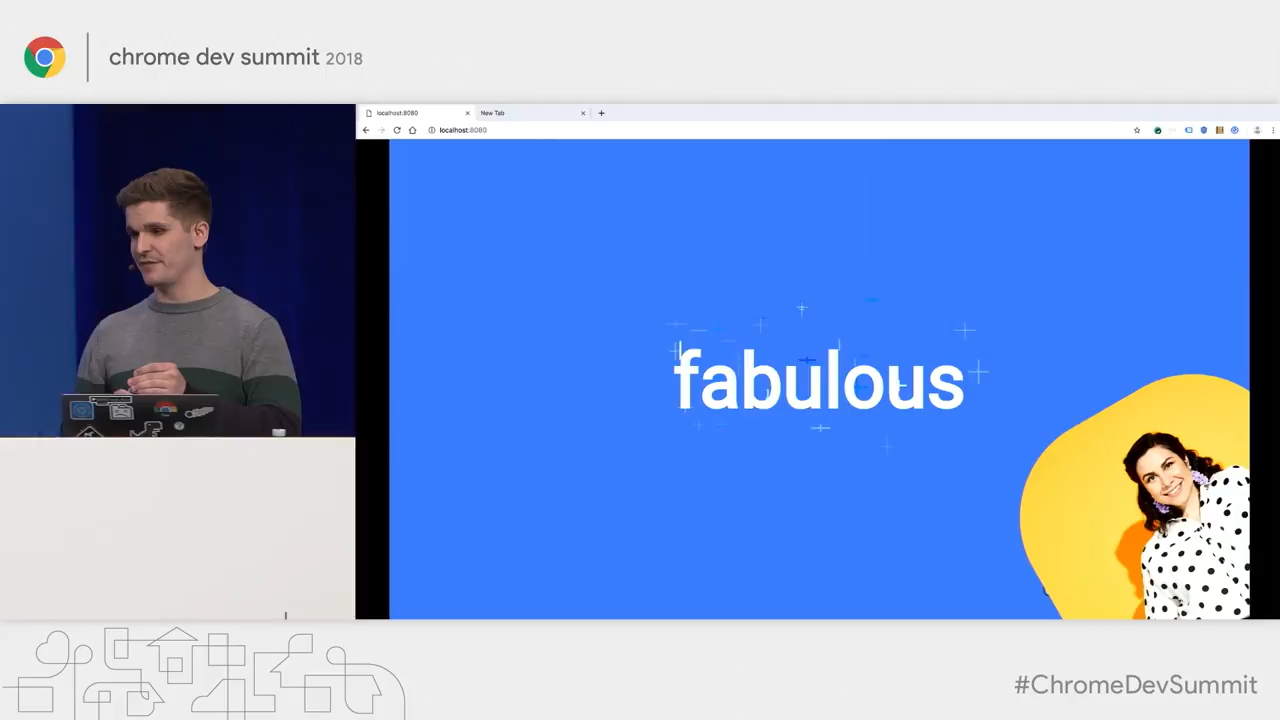 chrome dev summit 2018
localhost:8080
New Tab
localhost:8080
fabulous
#ChromeDevSummit